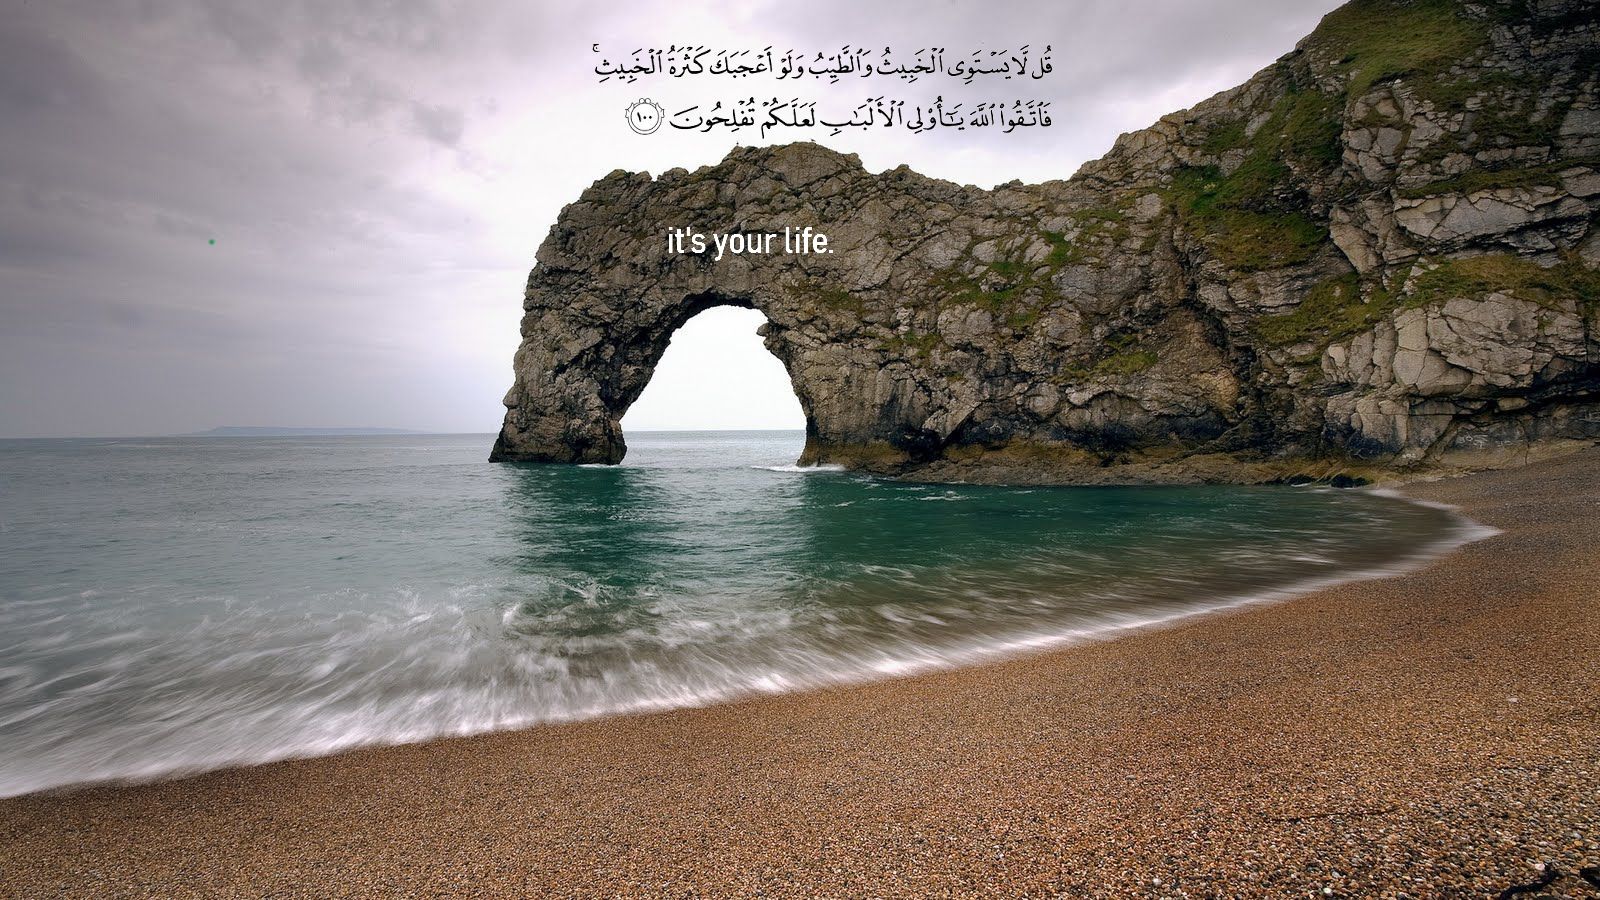 قُل لَّا يَسْتَوِى ٱلْخَبِيثُ وَٱلطَّيِّبُ وَلَوْ أَعْجَبَكَ كَثْرَةُ ٱلْخَبِيثِ ۚ
فَٱتَّقُوا۟ ٱللَّهَ يَـٰٓأُو۟لِى ٱلْأَلْبَـٰبِ لَعَلَّكُمْ تُفْلِحُونَ ١٠٠
it's your life.